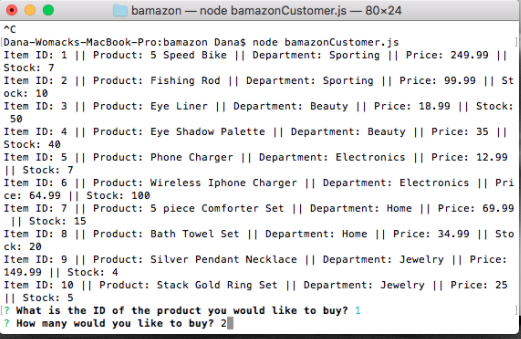 bamazon — node bamazonCustomer.js — 80×24
^C
[Dana-Womacks-MacBook-Pro:bamazon Dana$ node bamazonCustomer.js ]
Item ID: 1 || Product: 5 Speed Bike || Department: Sporting || Price: 249.99 ||
Stock: 7
Item ID: 2 || Product: Fishing Rod || Department: Sporting || Price: 99.99 || St
ock: 10
Item ID: 3 || Product: Eye Liner || Department: Beauty || Price: 18.99 || Stock:
 50
Item ID: 4 || Product: Eye Shadow Palette || Department: Beauty || Price: 35 ||
Stock: 40
Item ID: 5 || Product: Phone Charger || Department: Electronics || Price: 12.99
|| Stock: 7
Item ID: 6 || Product: Wireless Iphone Charger || Department: Electronics || Pri
ce: 64.99 || Stock: 100
Item ID: 7 || Product: 5 piece Comforter Set || Department: Home || Price: 69.99
 || Stock: 15
Item ID: 8 || Product: Bath Towel Set || Department: Home || Price: 34.99 || Sto
ck: 20
Item ID: 9 || Product: Silver Pendant Necklace || Department: Jewelry || Price:
149.99 || Stock: 4
Item ID: 10 || Product: Stack Gold Ring Set || Department: Jewelry || Price: 25
|| Stock: 5
[? What is the ID of the product you would like to buy? 1 ]
? How many would you like to buy? 2